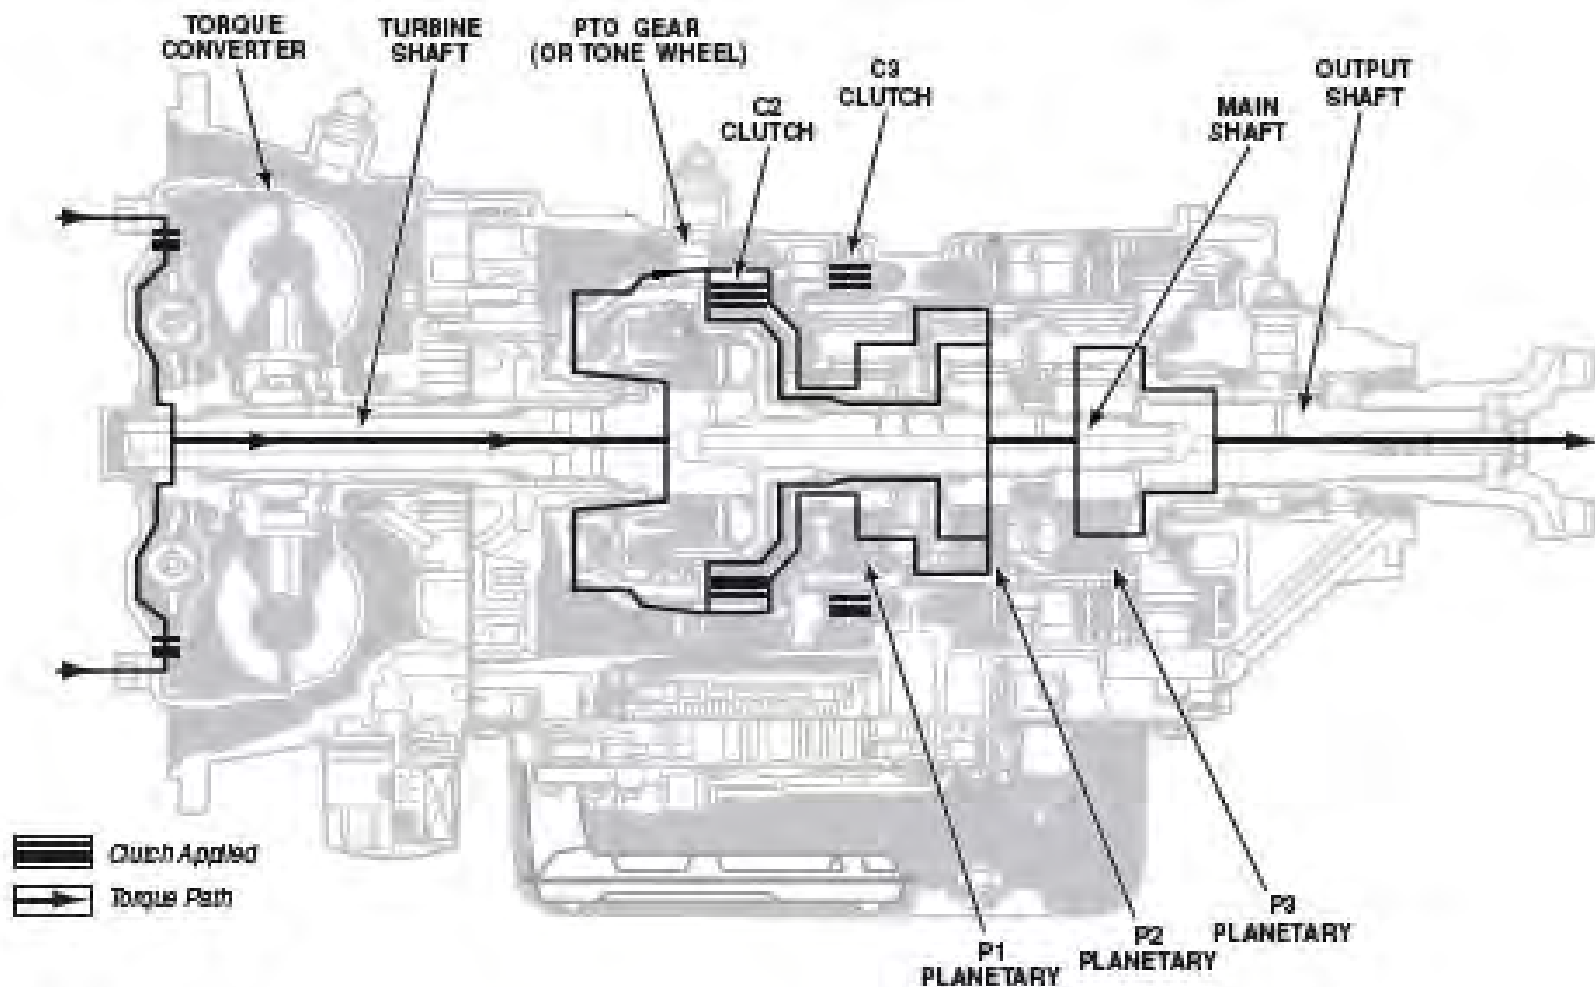 TORQUE
CONVERTER
TURBINE
SHAFT
PTO GEAR
(OR TONE WHEEL)
C2
CLUTCH
C3
CLUTCH
MAIN
SHAFT
OUTPUT
SHAFT
Clutch Applied
Torque Path
P1
PLANETARY
P2
PLANETARY
P3
PLANETARY